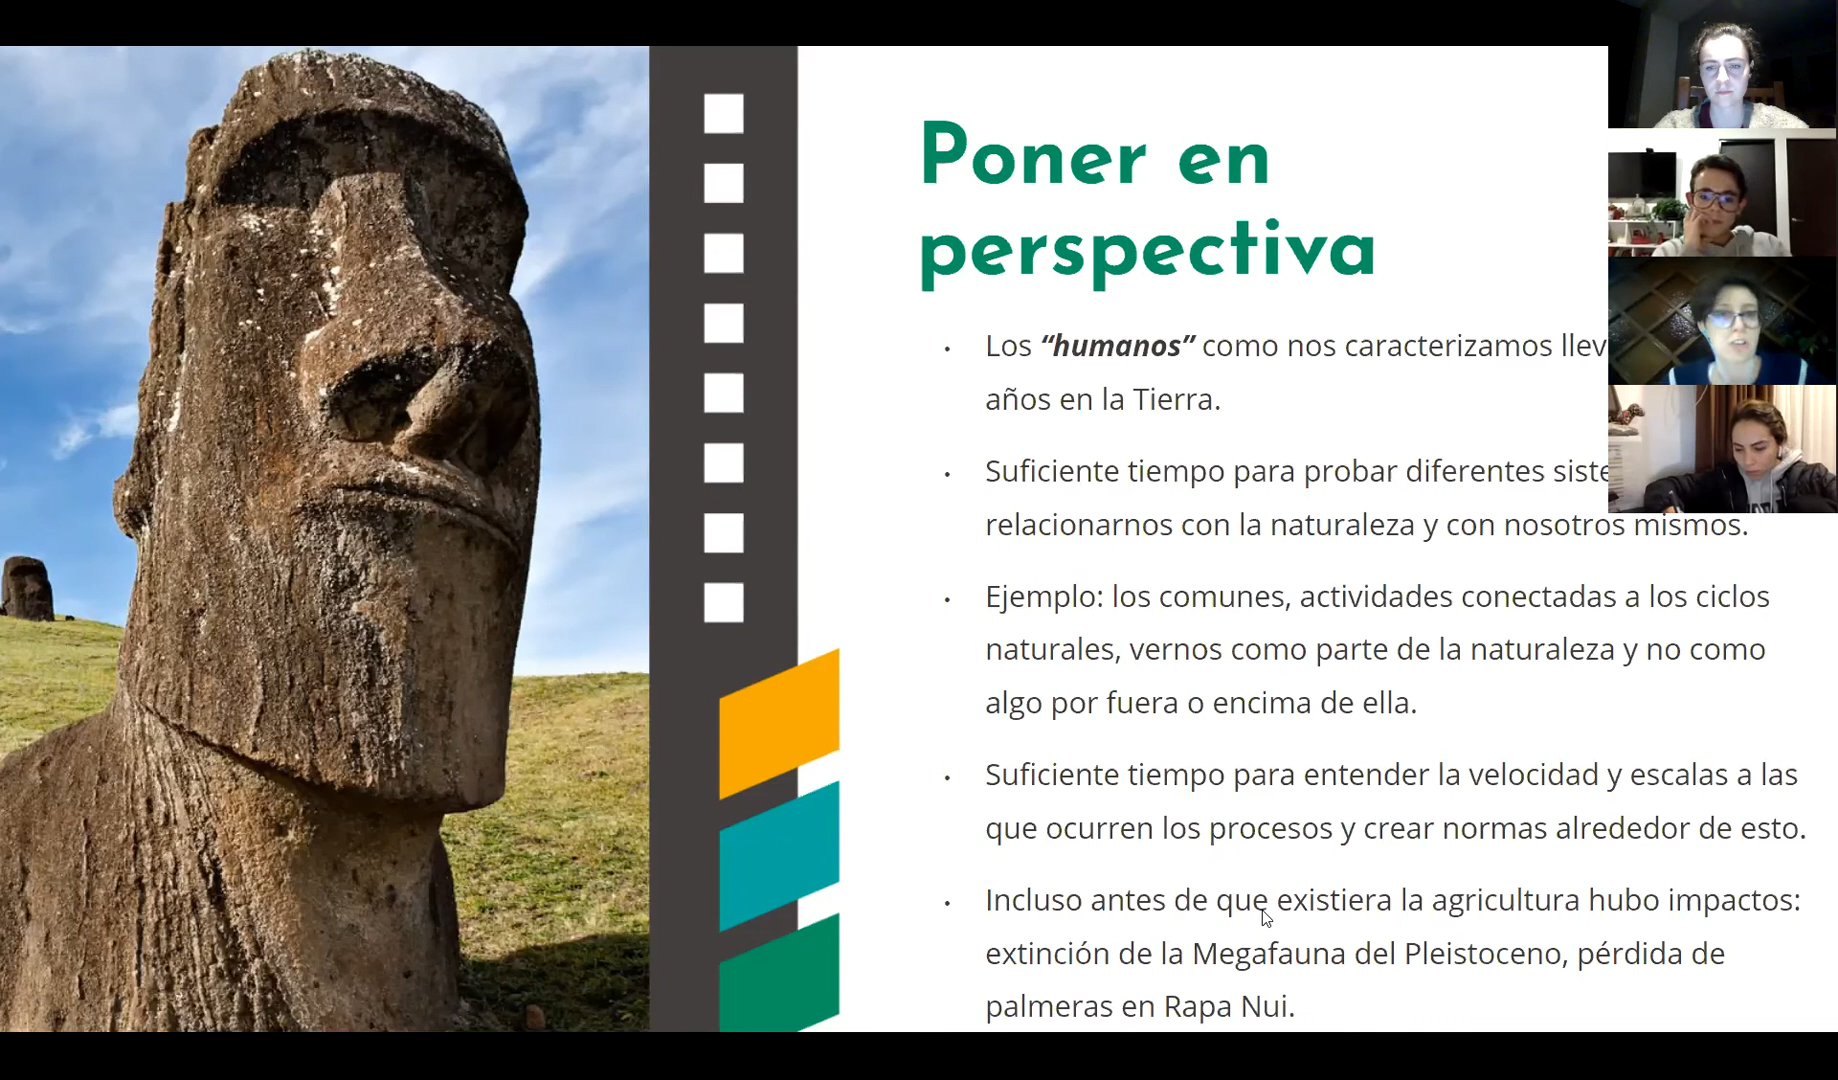 Poner en
perspectiva
Los “humanos” como nos caracterizamos
años en la Tierra.
Suficiente tiempo para probar diferentes
relacionarnos con la naturaleza y con nosotros mismos.
Ejemplo: los comunes, actividades conectadas a los ciclos
naturales, vernos como parte de la naturaleza y no como
algo por fuera o encima de ella.
Suficiente tiempo para entender la velocidad y escalas a las
que ocurren los procesos y crear normas alrededor de esto.
Incluso antes de que existiera la agricultura hubo impactos:
extinción de la Megafauna del Pleistoceno, pérdida de
palmeras en Rapa Nui.